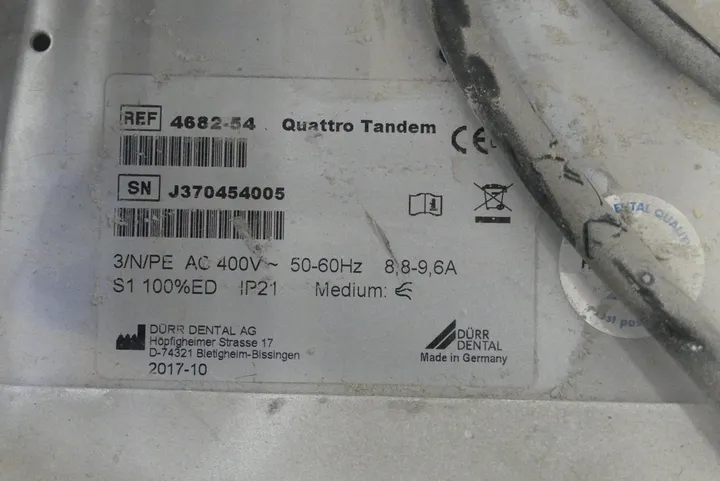 REF 4682-54 Quattro Tandem
CE
SN J370454005
3/N/PE AC 400V~ 50-60Hz 8,8-9,6A
S1 100%ED IP21 Medium:
DÜRR DENTAL AG
Höpfigheimer Strasse 17
D-74321 Bietigheim-Bissingen
2017-10
DÜRR
DENTAL
Made in Germany